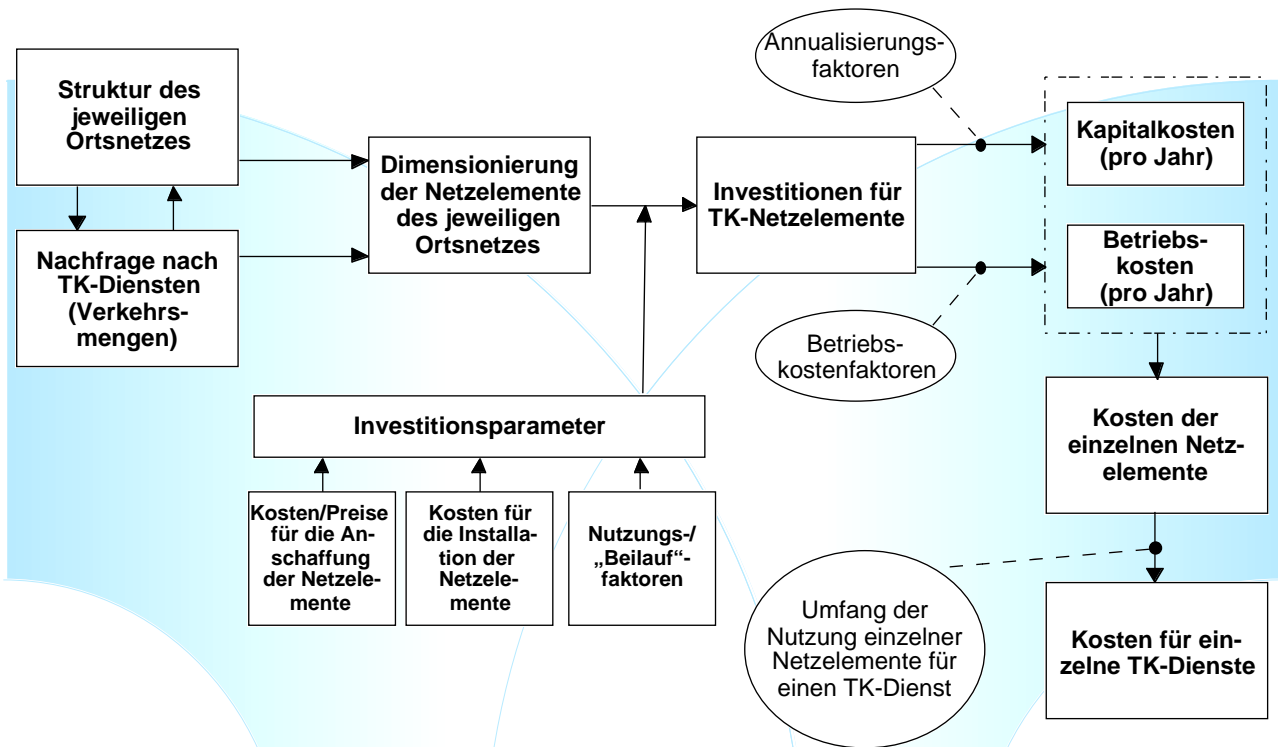 Struktur des
jeweiligen
Ortsnetzes
Nachfrage nach
TK-Diensten
(Verkehrs-
mengen)
Dimensionierung
der Netzelemente
des jeweiligen
Ortsnetzes
Investitionen für
TK-Netzelemente
Annualisierungs-
faktoren
Kapitalkosten
(pro Jahr)
Betriebs-
kosten
(pro Jahr)
Betriebs-
kostenfaktoren
Investitionsparameter
Kosten/Preise
für die An-
schaffung
der Netzele-
mente
Kosten für
die Installa-
tion der
Netzele-
mente
Nutzungs-/
„Beilauf“-
faktoren
Kosten der
einzelnen Netz-
elemente
Umfang der
Nutzung einzelner
Netzelemente für
einen TK-Dienst
Kosten für ein-
zelne TK-Dienste